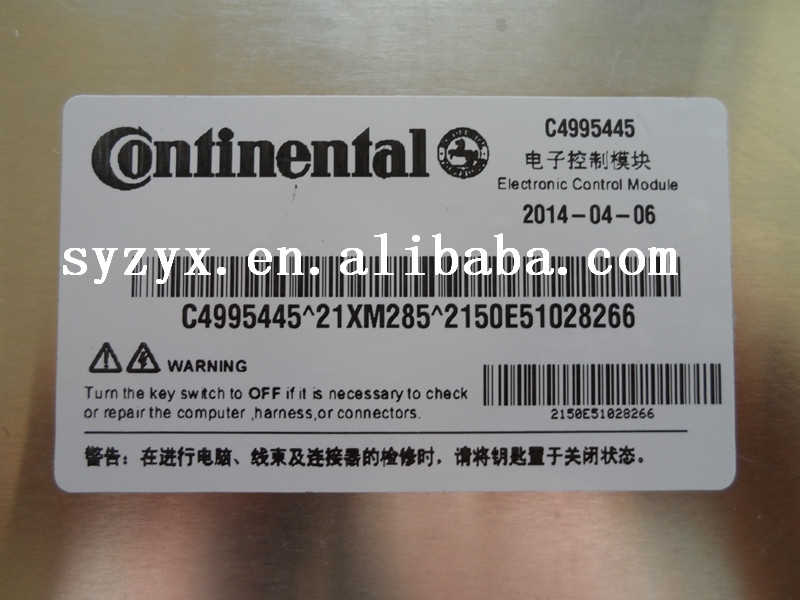 Continental
C4995445
电子控制模块
Electronic Control Module
2014-04-06
syzyx.en.alibaba.com
C4995445^21XM285^2150E51028266
WARNING
Turn the key switch to OFF if it is necessary to check
or repair the computer ,harness,or connectors.
2150E51028266
警告：在进行电脑、线束及连接器的检修时，请将钥匙置于关闭状态。